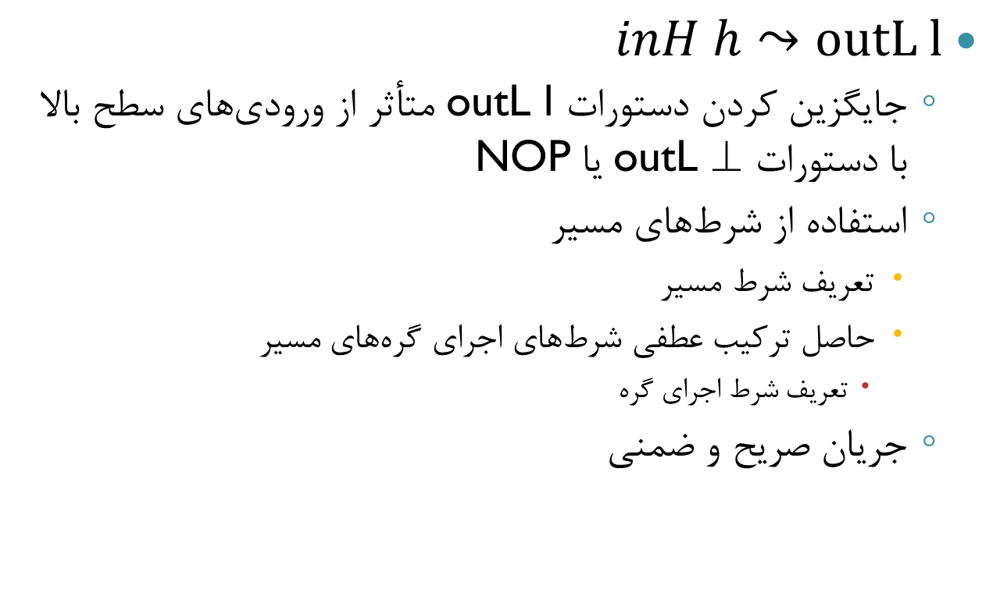 • inH h ⤳ outL l
○ جایگزین کردن دستورات outL l متأثر از ورودی‌های سطح بالا
با دستورات outL ⊥ یا NOP
○ استفاده از شرط‌های مسیر
• تعریف شرط مسیر
• حاصل ترکیب عطفی شرط‌های اجرای گره‌های مسیر
• تعریف شرط اجرای گره
○ جریان صریح و ضمنی